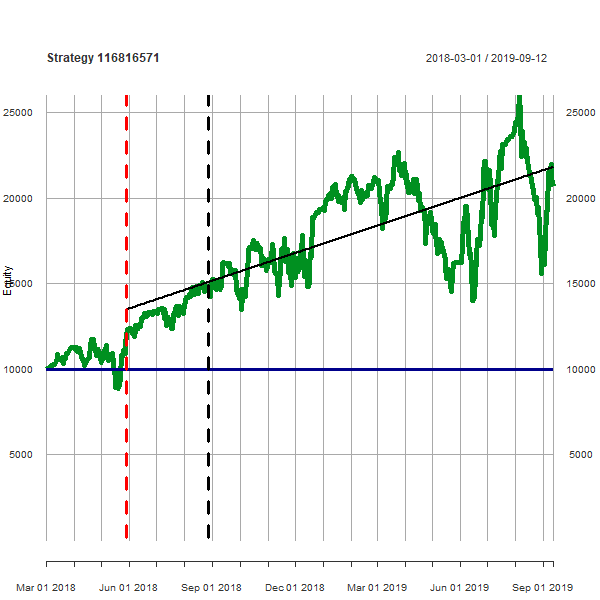 Strategy 116816571
2018-03-01 / 2019-09-12
25000
25000
20000
20000
Equity
15000
15000
10000
10000
5000
5000
Mar 01 2018
Jun 01 2018
Sep 01 2018
Dec 01 2018
Mar 01 2019
Jun 01 2019
Sep 01 2019